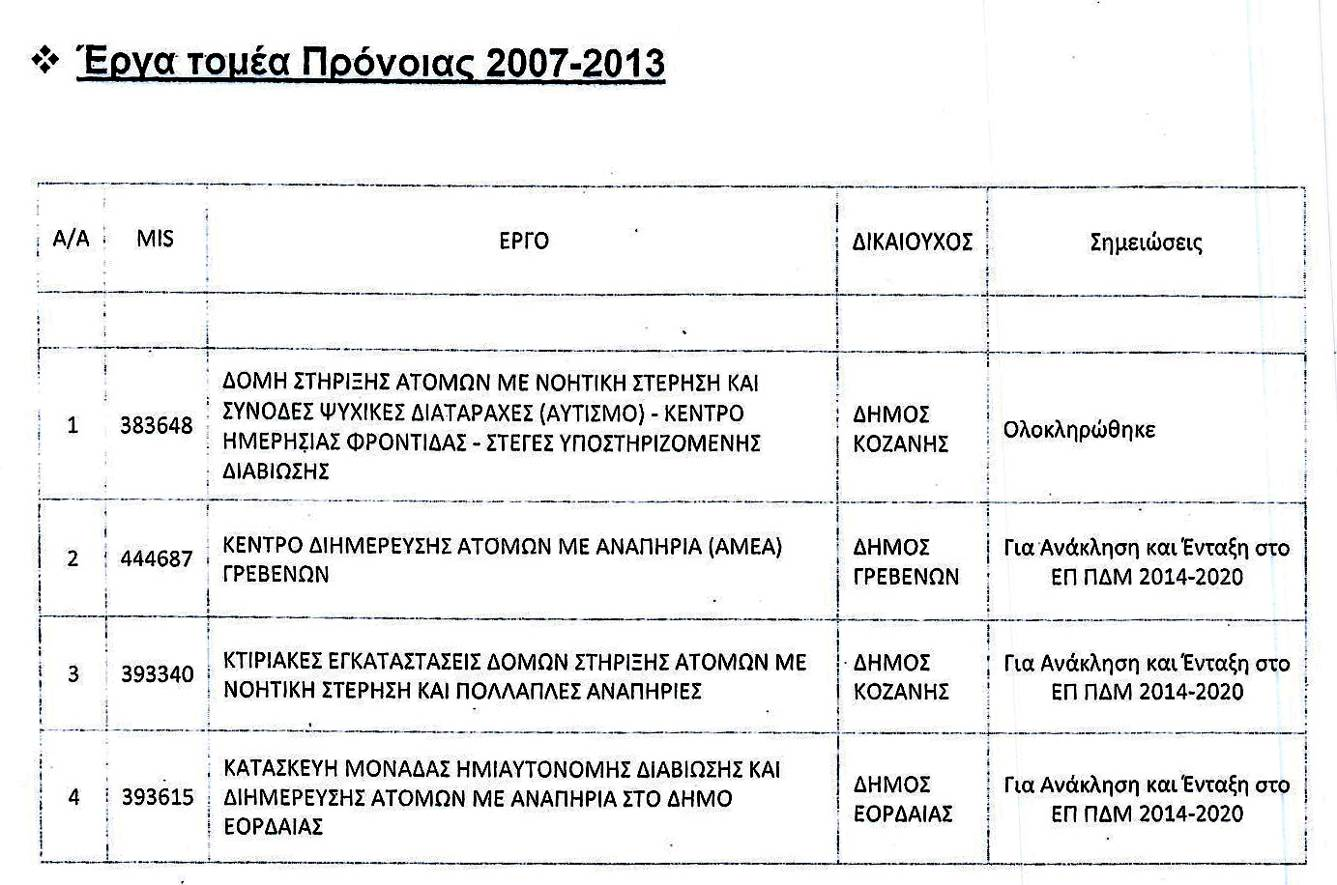 ❖ Έργα τομέα Πρόνοιας 2007-2013
Α/Α MIS ΕΡΓΟ ΔΙΚΑΙΟΥΧΟΣ Σημειώσεις
ΔΟΜΗ ΣΤΗΡΙΞΗΣ ΑΤΟΜΩΝ ΜΕ ΝΟΗΤΙΚΗ ΣΤΕΡΗΣΗ ΚΑΙ
ΣΥΝΟΔΕΣ ΨΥΧΙΚΕΣ ΔΙΑΤΑΡΑΧΕΣ (ΑΥΤΙΣΜΟ) - ΚΕΝΤΡΟ
ΗΜΕΡΗΣΙΑΣ ΦΡΟΝΤΙΔΑΣ - ΣΤΕΓΕΣ ΥΠΟΣΤΗΡΙΖΟΜΕΝΗΣ
ΔΙΑΒΙΩΣΗΣ
1 383648
ΔΗΜΟΣ
ΚΟΖΑΝΗΣ
Ολοκληρώθηκε
2 444687
ΚΕΝΤΡΟ ΔΙΗΜΕΡΕΥΣΗΣ ΑΤΟΜΩΝ ΜΕ ΑΝΑΠΗΡΙΑ (ΑΜΕΑ)
ΓΡΕΒΕΝΩΝ
ΔΗΜΟΣ
ΓΡΕΒΕΝΩΝ
Για Ανάκληση και Ένταξη στο
ΕΠ ΠΔΜ 2014-2020
3 393340
ΚΤΙΡΙΑΚΕΣ ΕΓΚΑΤΑΣΤΑΣΕΙΣ ΔΟΜΩΝ ΣΤΗΡΙΞΗΣ ΑΤΟΜΩΝ ΜΕ
ΝΟΗΤΙΚΗ ΣΤΕΡΗΣΗ ΚΑΙ ΠΟΛΛΑΠΛΕΣ ΑΝΑΠΗΡΙΕΣ
ΔΗΜΟΣ
ΚΟΖΑΝΗΣ
Για Ανάκληση και Ένταξη στο
ΕΠ ΠΔΜ 2014-2020
4 393615
ΚΑΤΑΣΚΕΥΗ ΜΟΝΑΔΑΣ ΗΜΙΑΥΤΟΝΟΜΗΣ ΔΙΑΒΙΩΣΗΣ ΚΑΙ
ΔΙΗΜΕΡΕΥΣΗΣ ΑΤΟΜΩΝ ΜΕ ΑΝΑΠΗΡΙΑ ΣΤΟ ΔΗΜΟ
ΕΟΡΔΑΙΑΣ
ΔΗΜΟΣ
ΕΟΡΔΑΙΑΣ
Για Ανάκληση και Ένταξη στο
ΕΠ ΠΔΜ 2014-2020